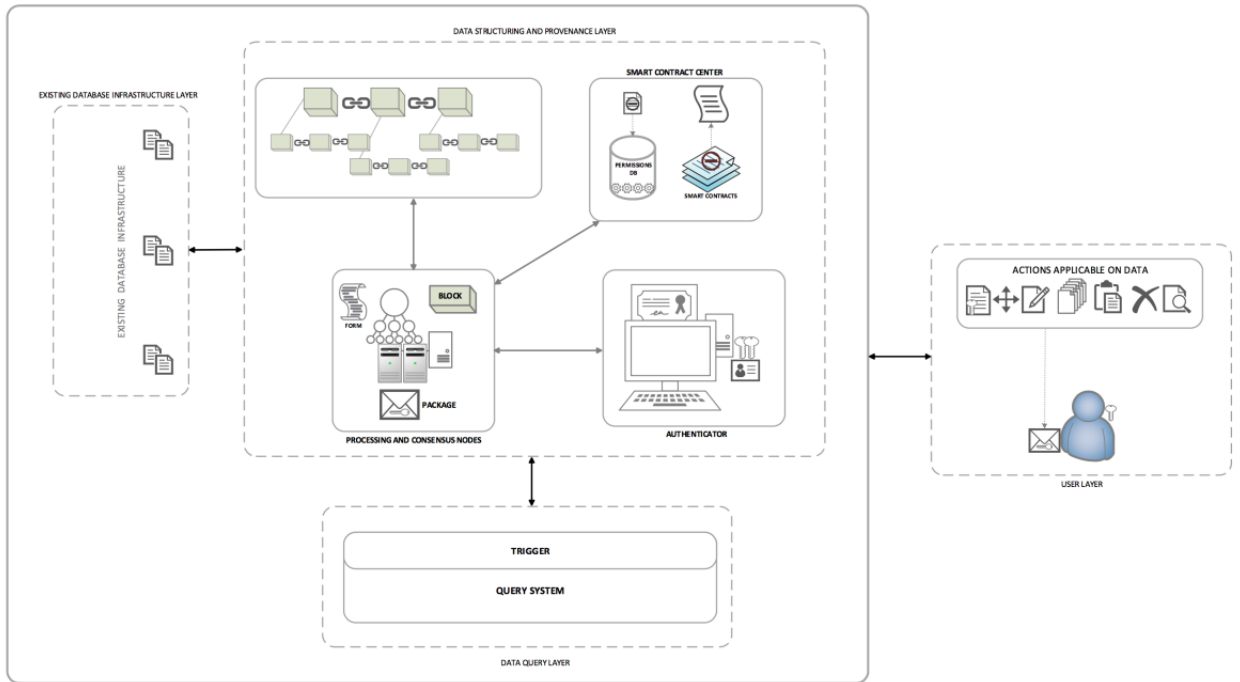 DATA STRUCTURING AND PROVENANCE LAYER
EXISTING DATABASE INFRASTRUCTURE LAYER
EXISTING DATABASE INFRASTRUCTURE
SMART CONTRACT CENTER
PERMISSIONS
DB
SMART CONTRACTS
FORM
BLOCK
PACKAGE
PROCESSING AND CONSENSUS NODES
AUTHENTICATOR
ACTIONS APPLICABLE ON DATA
USER LAYER
TRIGGER
QUERY SYSTEM
DATA QUERY LAYER